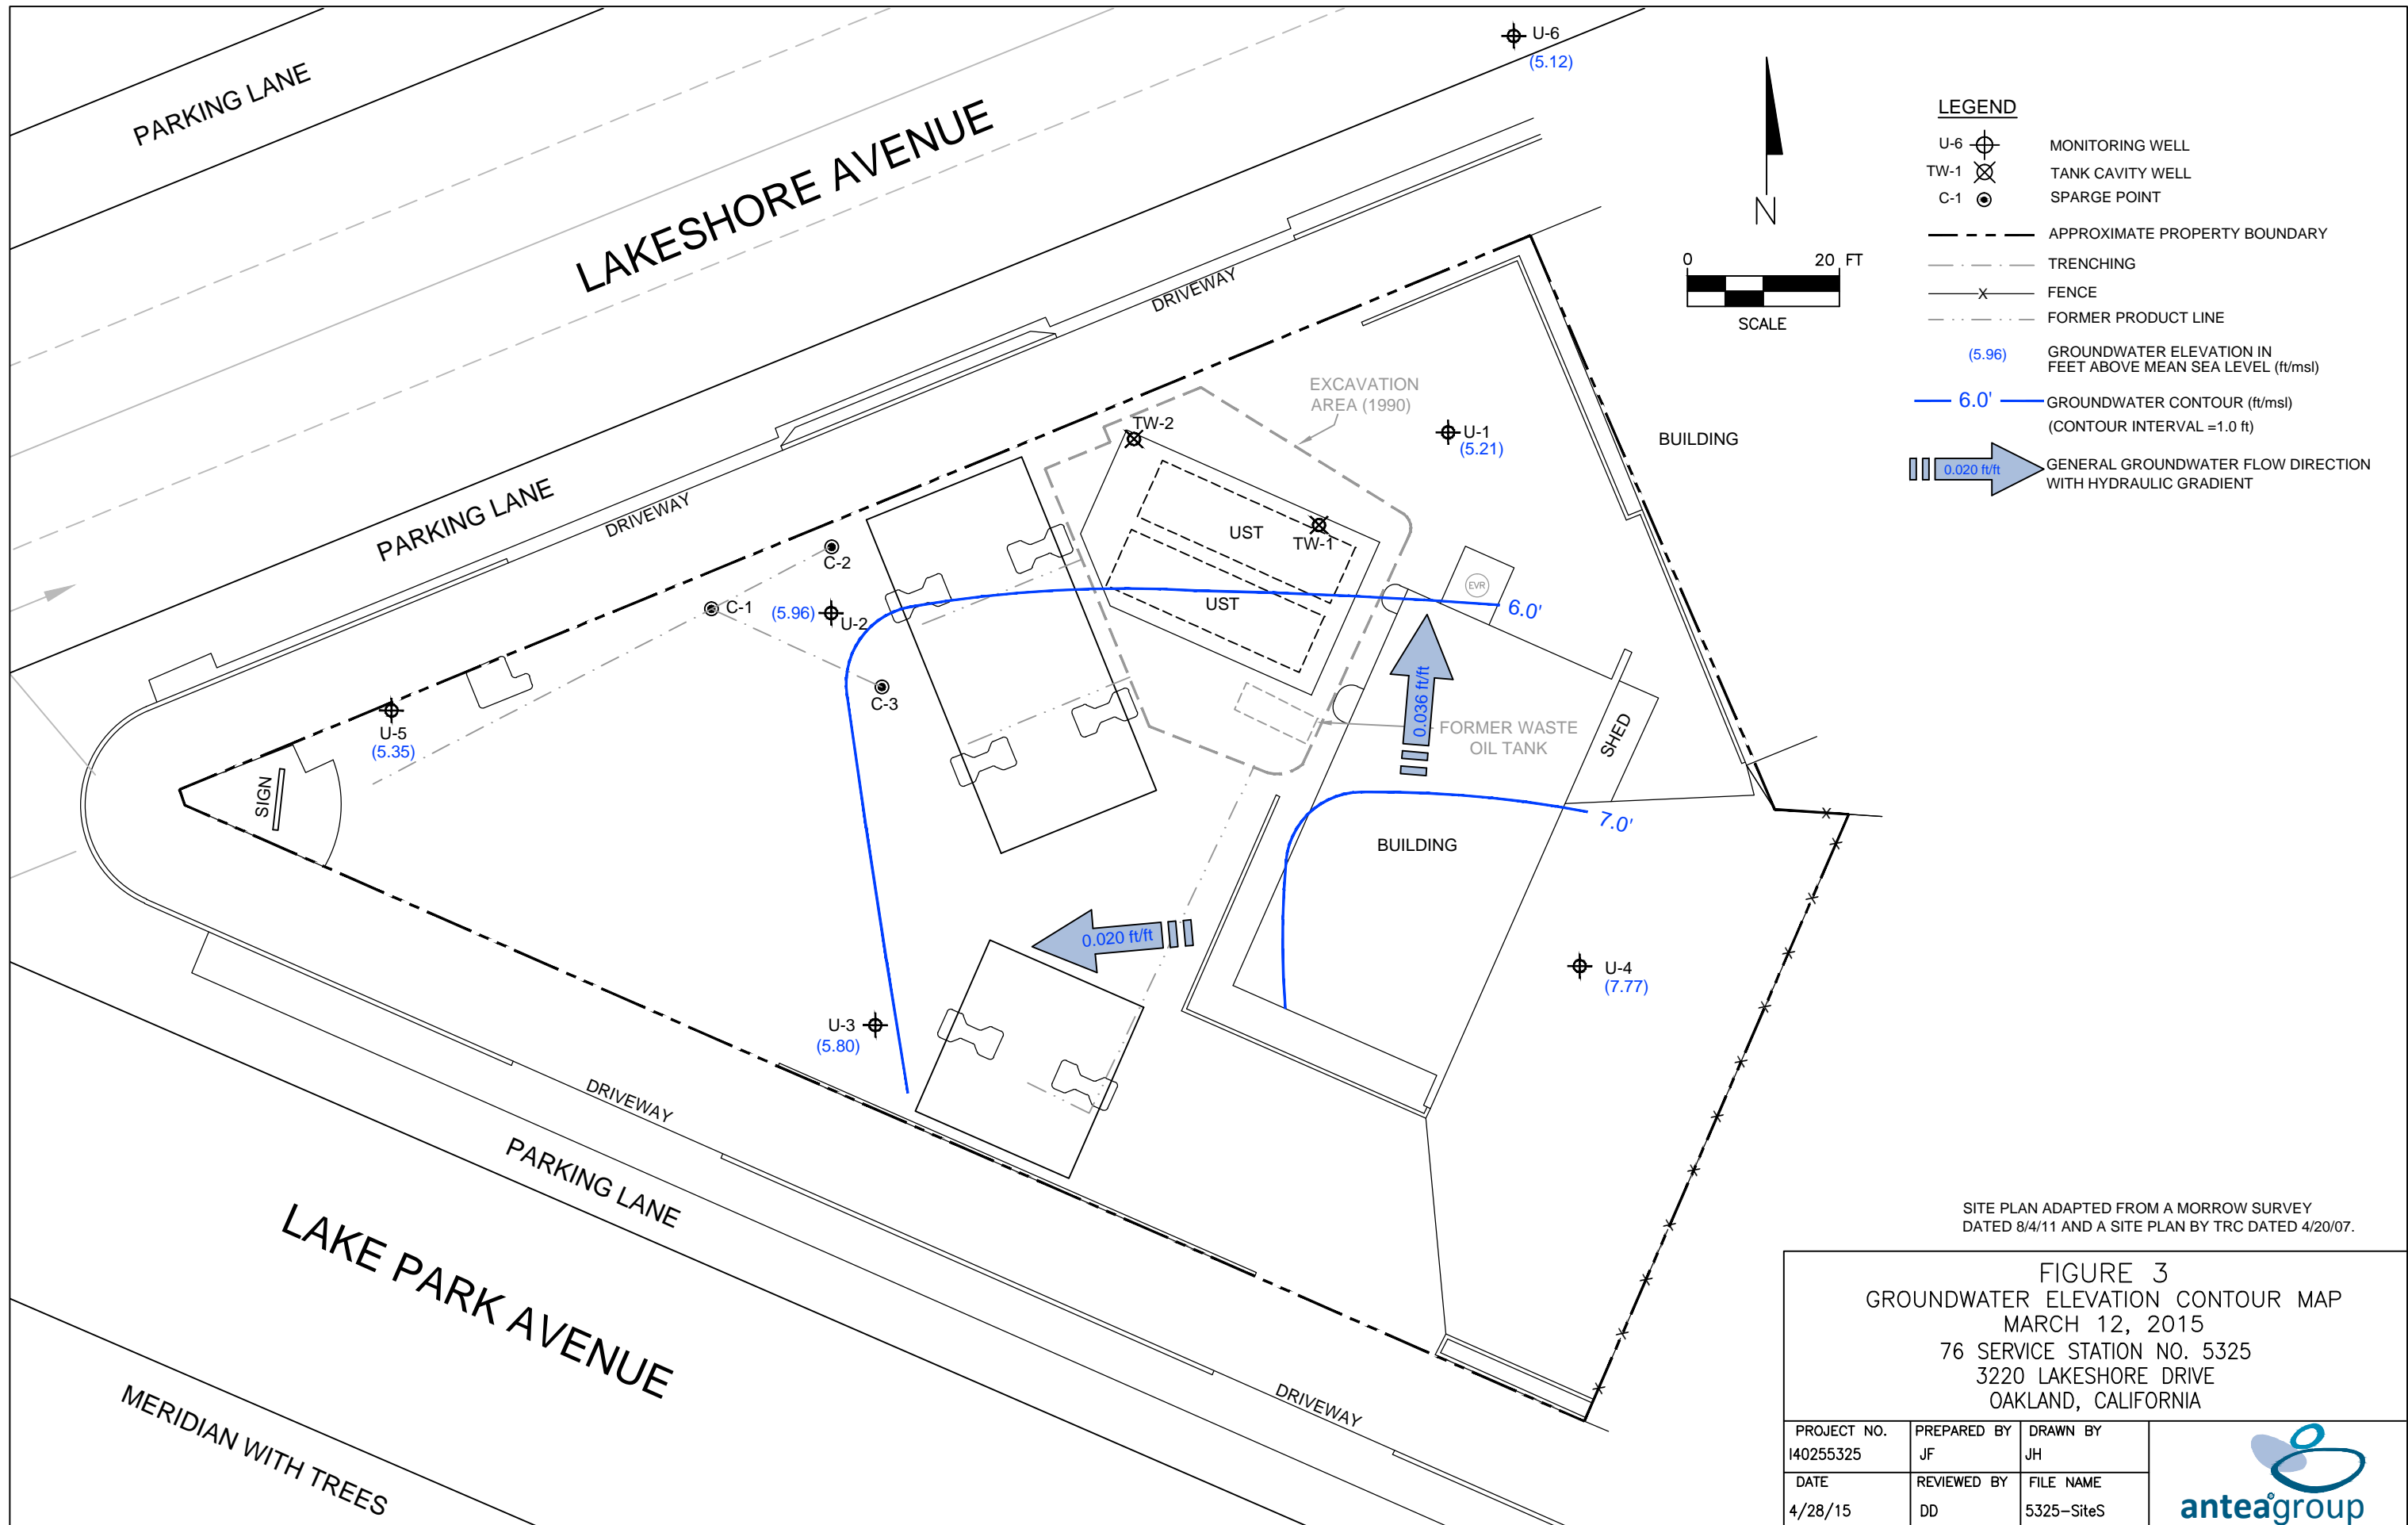 U-6
(5.12)
PARKING LANE
LAKESHORE AVENUE
N
0 20 FT
SCALE
LEGEND
U-6 MONITORING WELL
TW-1 TANK CAVITY WELL
C-1 SPARGE POINT
APPROXIMATE PROPERTY BOUNDARY
TRENCHING
X FENCE
FORMER PRODUCT LINE
(5.96) GROUNDWATER ELEVATION IN
FEET ABOVE MEAN SEA LEVEL (ft/msl)
6.0' GROUNDWATER CONTOUR (ft/msl)
(CONTOUR INTERVAL =1.0 ft)
0.020 ft/ft GENERAL GROUNDWATER FLOW DIRECTION
WITH HYDRAULIC GRADIENT
DRIVEWAY
EXCAVATION
AREA (1990)
TW-2
U-1
(5.21)
BUILDING
PARKING LANE
DRIVEWAY
UST
TW-1
C-2
EVR
C-1
(5.96)
U-2
UST
6.0'
C-3
0.036 ft/ft
U-5
(5.35)
FORMER WASTE
OIL TANK
SHED
SIGN
7.0'
BUILDING
0.020 ft/ft
U-4
(7.77)
U-3
(5.80)
DRIVEWAY
PARKING LANE
LAKE PARK AVENUE
MERIDIAN WITH TREES
DRIVEWAY
SITE PLAN ADAPTED FROM A MORROW SURVEY
DATED 8/4/11 AND A SITE PLAN BY TRC DATED 4/20/07.
FIGURE 3
GROUNDWATER ELEVATION CONTOUR MAP
MARCH 12, 2015
76 SERVICE STATION NO. 5325
3220 LAKESHORE DRIVE
OAKLAND, CALIFORNIA
PROJECT NO. PREPARED BY DRAWN BY
I40255325 JF JH
DATE REVIEWED BY FILE NAME
4/28/15 DD 5325-SiteS
anteagroup